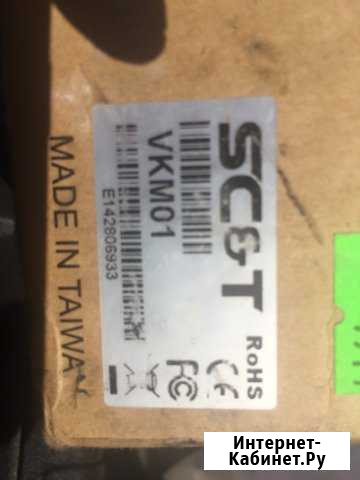 SC&T
RoHS
VKM01
E142806933
CE
FC
MADE IN TAIWAN
Интернет-
Кабинет.Ру